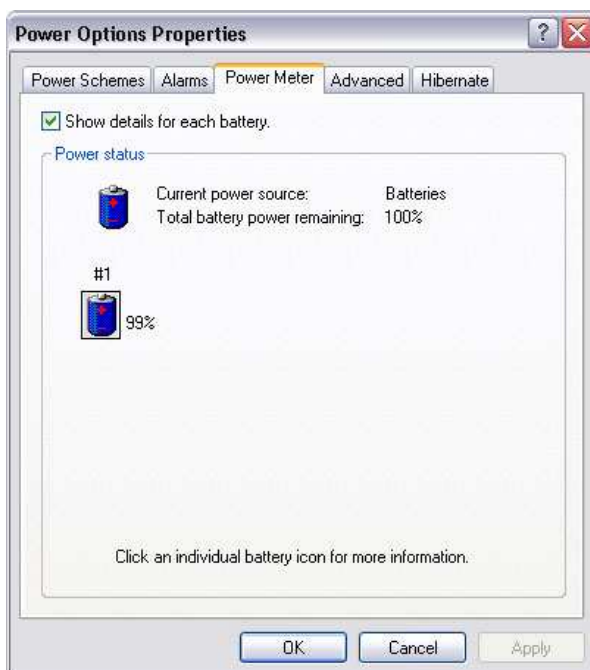 Power Options Properties
Power Schemes Alarms Power Meter Advanced Hibernate
Show details for each battery.
Power status
Current power source: Batteries
Total battery power remaining: 100%
#1
99%
Click an individual battery icon for more information.
OK Cancel Apply